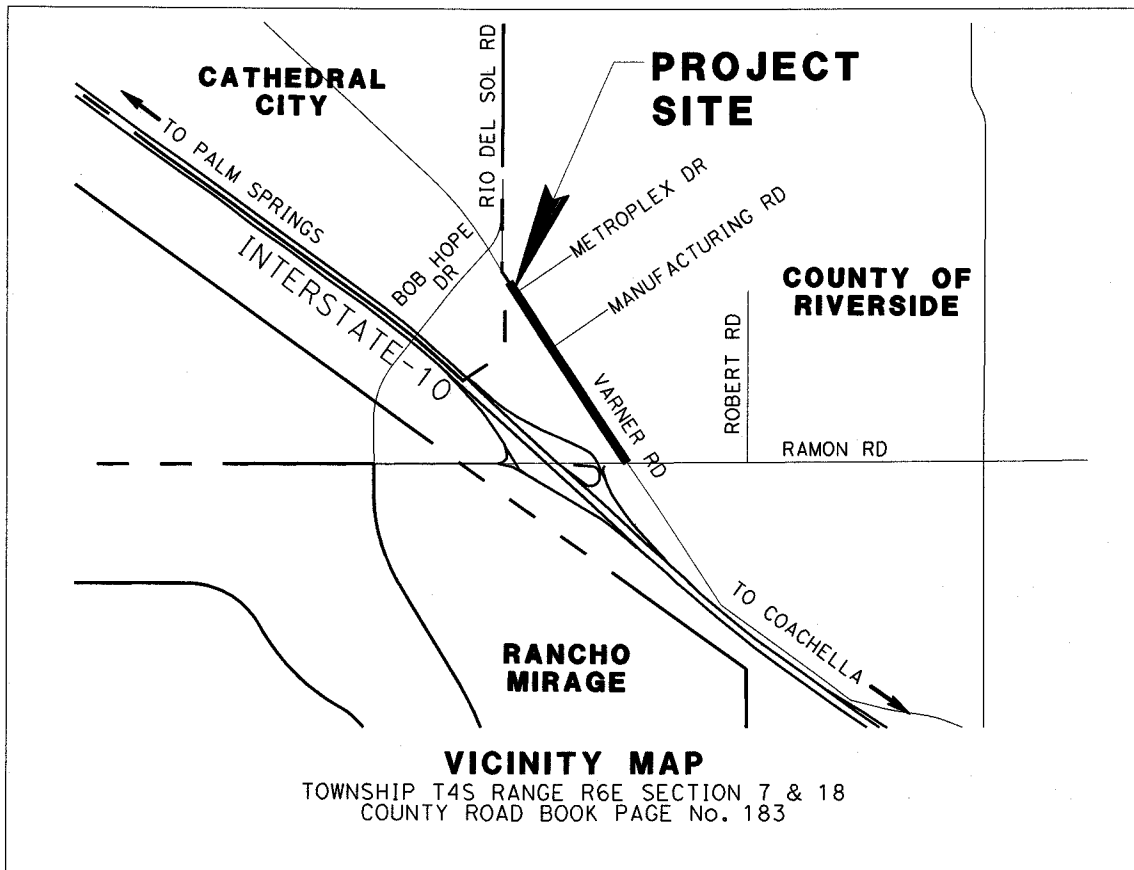 CATHEDRAL
CITY
RIO DEL SOL RD
PROJECT
SITE
TO PALM SPRINGS
METROPLEX DR
MANUFACTURING RD
INTERSTATE-10
BOB HOPE
DR
COUNTY OF
RIVERSIDE
ROBERT RD
VARNER RD
RAMON RD
TO COACHELLA
RANCHO
MIRAGE
VICINITY MAP
TOWNSHIP T4S RANGE R6E SECTION 7 & 18
COUNTY ROAD BOOK PAGE No. 183